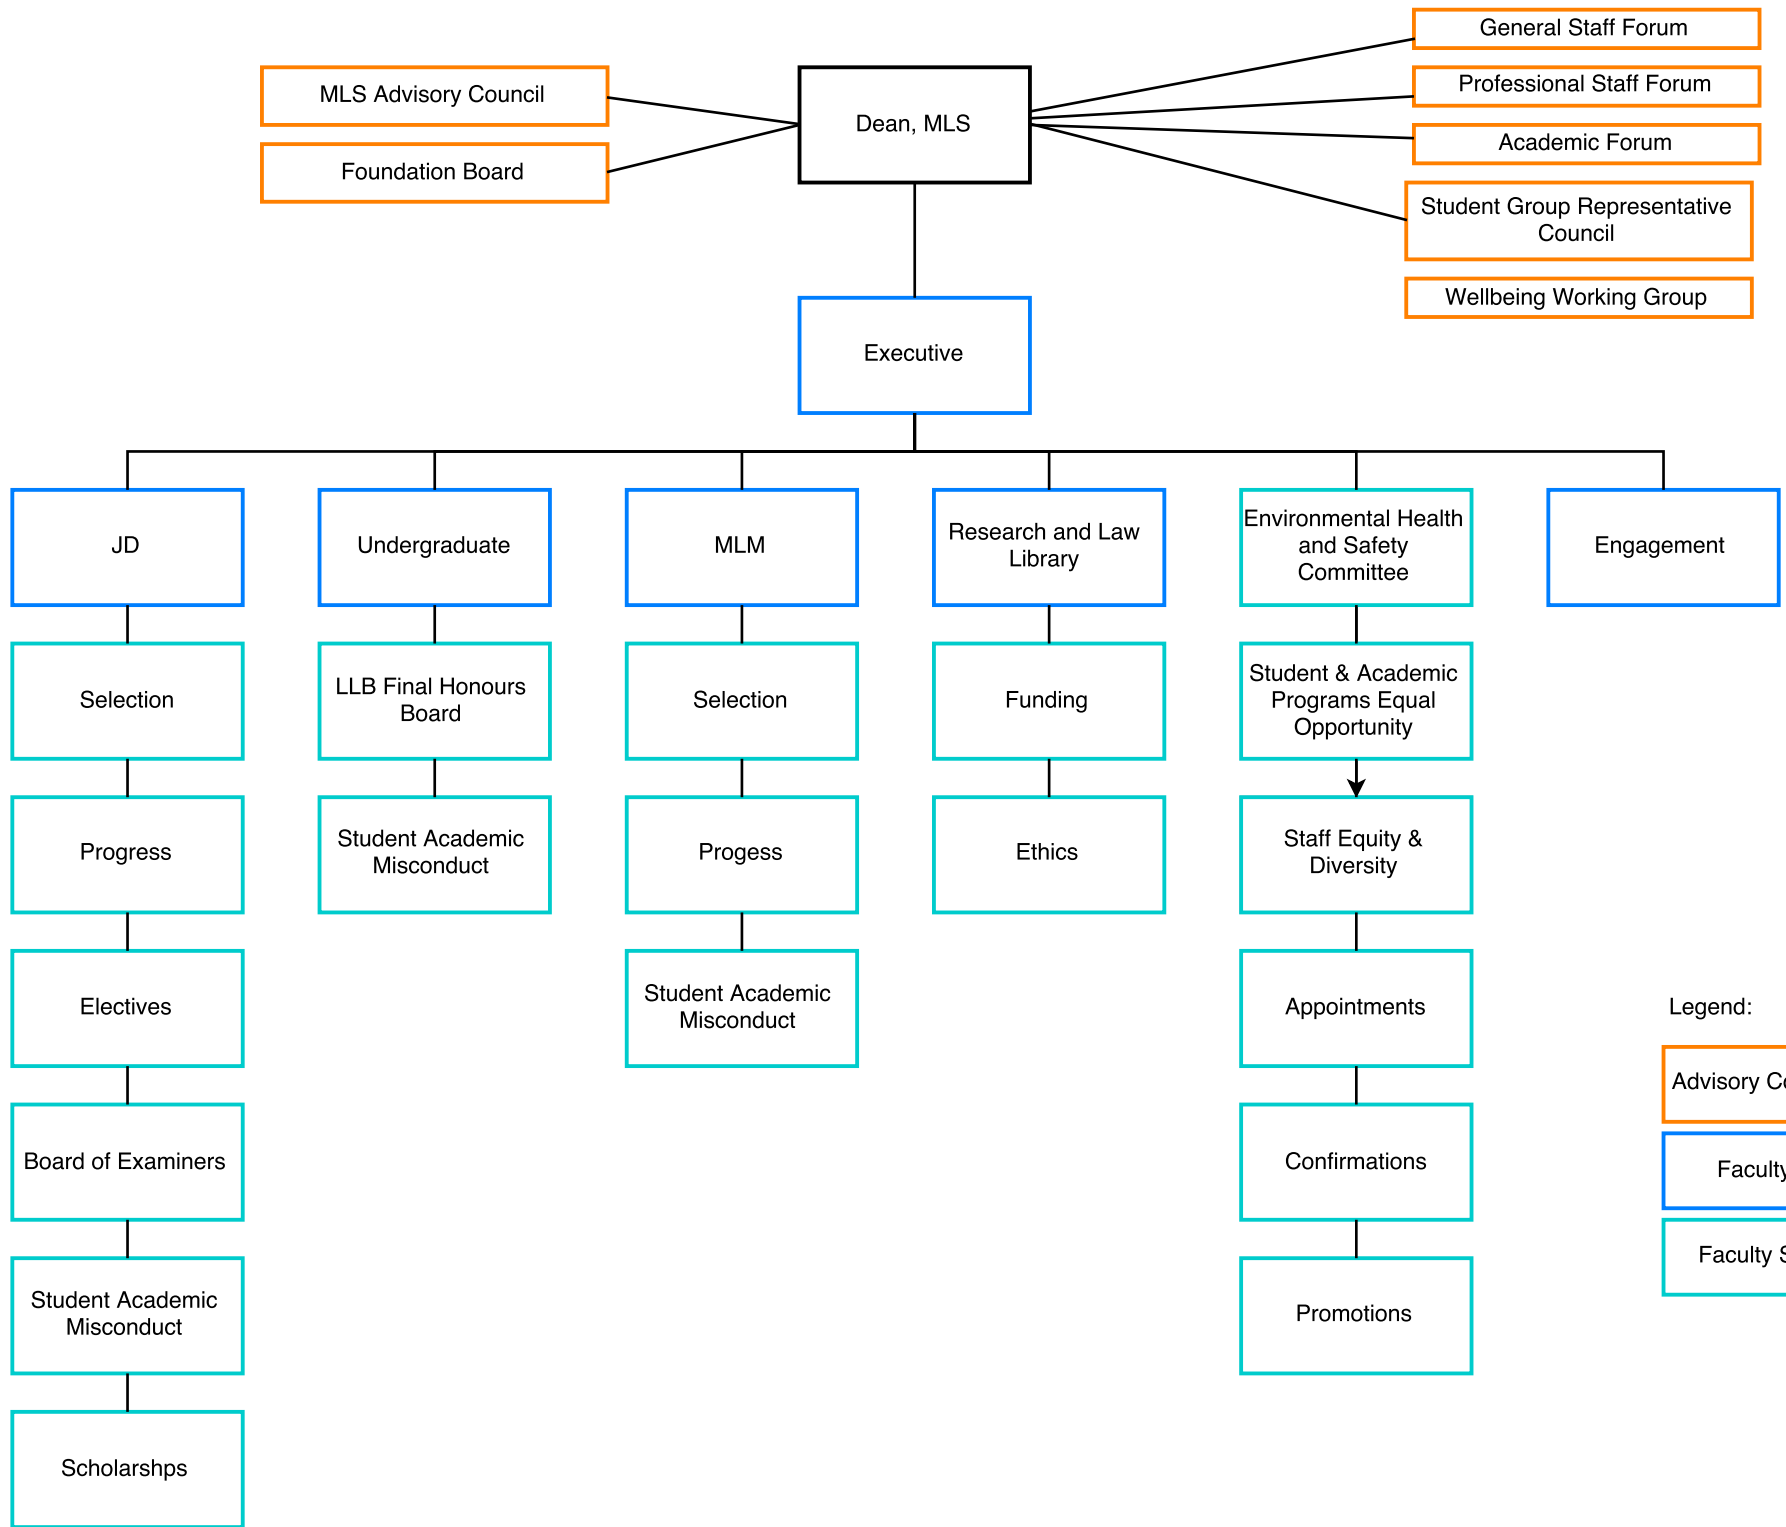 General Staff Forum
MLS Advisory Council
Professional Staff Forum
Dean, MLS
Academic Forum
Foundation Board
Student Group Representative
Council
Wellbeing Working Group
Executive
JD
Undergraduate
MLM
Research and Law
Library
Environmental Health
and Safety
Committee
Engagement
Selection
LLB Final Honours
Board
Selection
Funding
Student & Academic
Programs Equal
Opportunity
Progress
Student Academic
Misconduct
Progess
Ethics
Staff Equity &
Diversity
Electives
Student Academic
Misconduct
Appointments
Legend:
Advisory
Board of Examiners
Confirmations
Faculty
Faculty
Student Academic
Misconduct
Promotions
Scholarshps